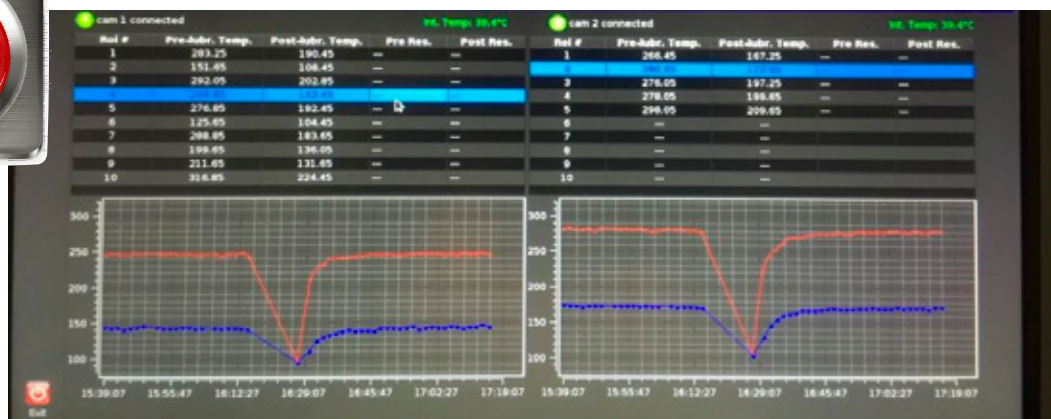 cam 1 connected Int. Temp: 39.4°C
RoI # Pre-lubr. Temp. Post-lubr. Temp. Pre Res. Post Res.
1 283.25 190.45 — —
2 151.65 108.45 — —
3 292.05 202.85 — —
5 276.85 192.45 — —
6 125.65 104.45 — —
7 288.85 183.65 — —
8 199.65 136.05 — —
9 211.65 131.65 — —
10 316.85 224.45 — —
300
250
200
150
100
15:39:07 15:55:47 16:12:27 16:29:07 16:45:47 17:02:27 17:19:07
cam 2 connected Int. Temp: 39.4°C
RoI # Pre-lubr. Temp. Post-lubr. Temp. Pre Res. Post Res.
1 266.45 167.25 — —
2
3 276.05 197.25 — —
4 278.05 198.65 — —
5 298.05 209.65 — —
6 — —
7 — —
8 — —
9 — —
10 — —
300
250
200
150
100
15:39:07 15:55:47 16:12:27 16:29:07 16:45:47 17:02:27 17:19:07
Exit